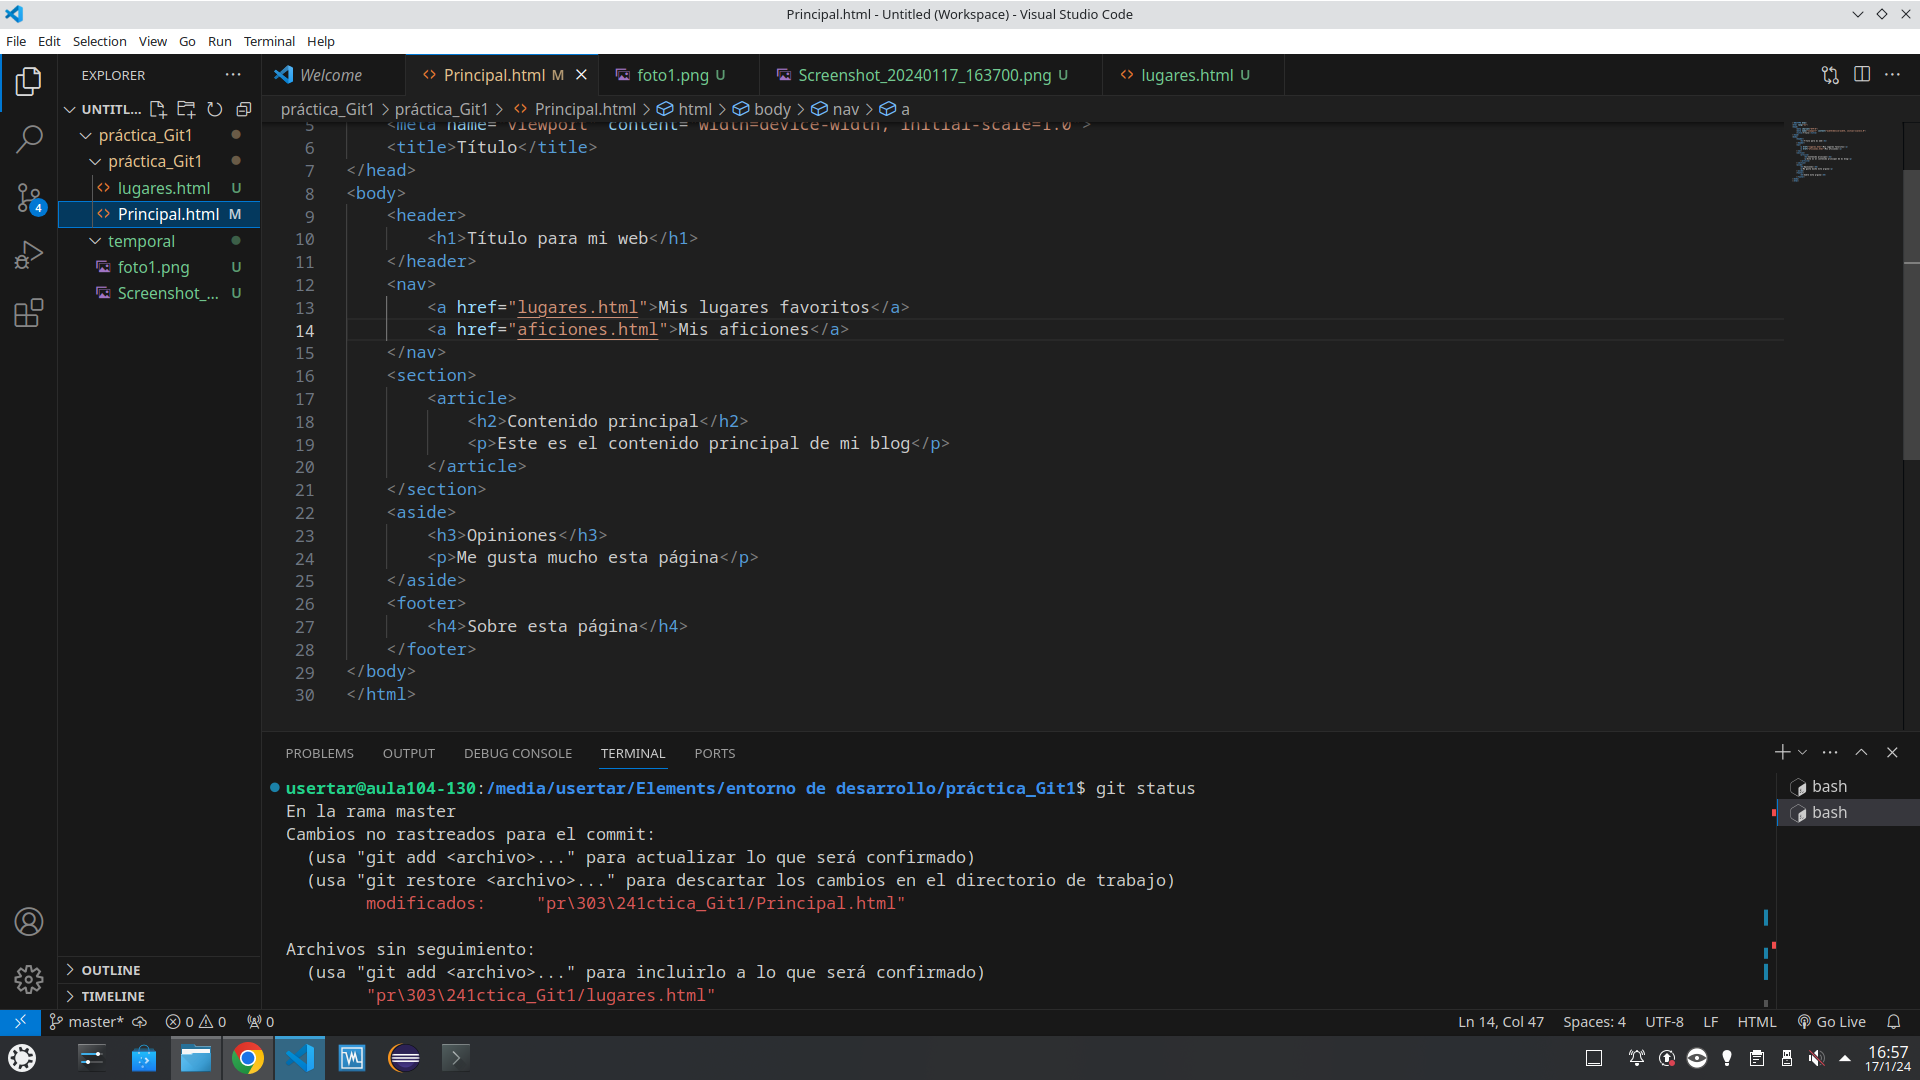 Principal.html - Untitled (Workspace) - Visual Studio Code
File Edit Selection View Go Run Terminal Help
EXPLORER
Welcome
Principal.html M
foto1.png U
Screenshot_20240117_163700.png U
lugares.html U
UNTITL...
práctica_Git1 > práctica_Git1 > Principal.html > html > body > nav > a
práctica_Git1
práctica_Git1
lugares.html U
Principal.html M
temporal
foto1.png U
Screenshot_... U
4
5 <meta name="viewport" content="width=device-width, initial-scale=1.0">
6 <title>Título</title>
7 </head>
8 <body>
9 <header>
10 <h1>Título para mi web</h1>
11 </header>
12 <nav>
13 <a href="lugares.html">Mis lugares favoritos</a>
14 <a href="aficiones.html">Mis aficiones</a>
15 </nav>
16 <section>
17 <article>
18 <h2>Contenido principal</h2>
19 <p>Este es el contenido principal de mi blog</p>
20 </article>
21 </section>
22 <aside>
23 <h3>Opiniones</h3>
24 <p>Me gusta mucho esta página</p>
25 </aside>
26 <footer>
27 <h4>Sobre esta página</h4>
28 </footer>
29 </body>
30 </html>
PROBLEMS OUTPUT DEBUG CONSOLE TERMINAL PORTS
usertar@aula104-130:/media/usertar/Elements/entorno de desarrollo/práctica_Git1$ git status
En la rama master
Cambios no rastreados para el commit:
(usa "git add <archivo>..." para actualizar lo que será confirmado)
(usa "git restore <archivo>..." para descartar los cambios en el directorio de trabajo)
modificados: "pr\303\241ctica_Git1/Principal.html"
Archivos sin seguimiento:
(usa "git add <archivo>..." para incluirlo a lo que será confirmado)
"pr\303\241ctica_Git1/lugares.html"
bash
bash
OUTLINE
TIMELINE
master* 0 0 0
Ln 14, Col 47 Spaces: 4 UTF-8 LF HTML Go Live
16:57
17/1/24